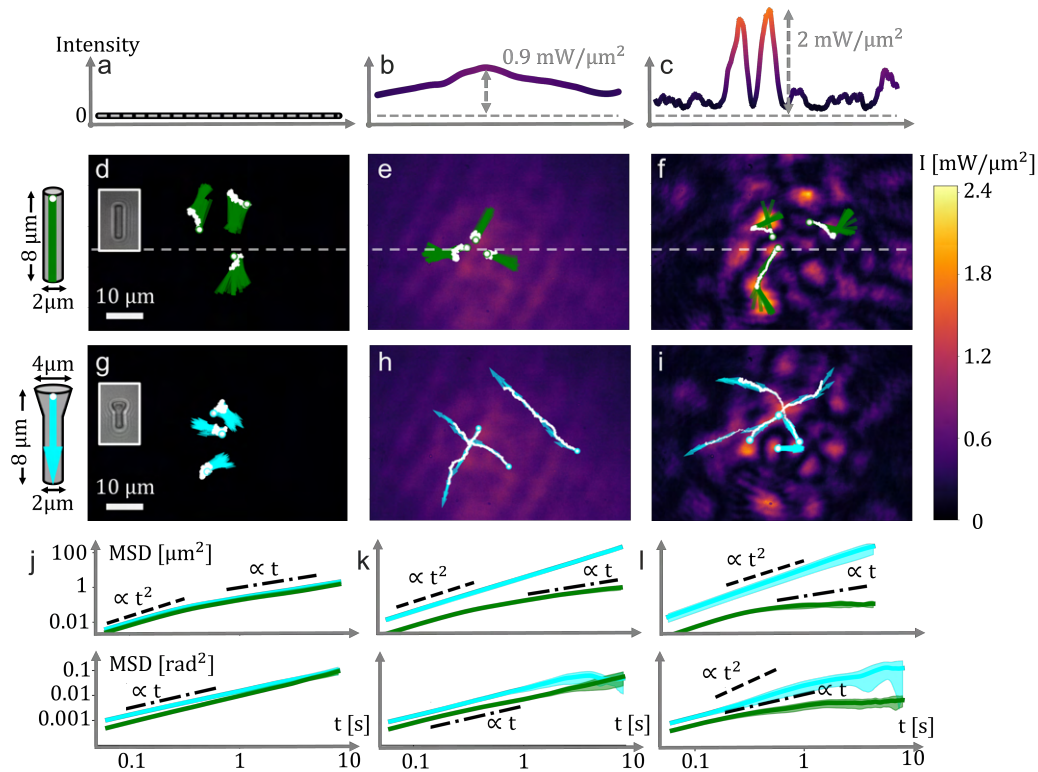 Intensity
a
0
b
0.9 mW/μm²
c
2 mW/μm²
8 μm
2μm
d
10 μm
e
f
I [mW/μm²]
2.4
1.8
1.2
0.6
0
4μm
8 μm
2μm
g
10 μm
h
i
j
MSD [μm²]
100
1
0.01
∝ t²
∝ t
k
∝ t²
∝ t
l
∝ t²
∝ t
MSD [rad²]
0.1
0.01
0.001
∝ t
t [s]
0.1
1
10
∝ t
t [s]
0.1
1
10
∝ t²
∝ t
t [s]
0.1
1
10